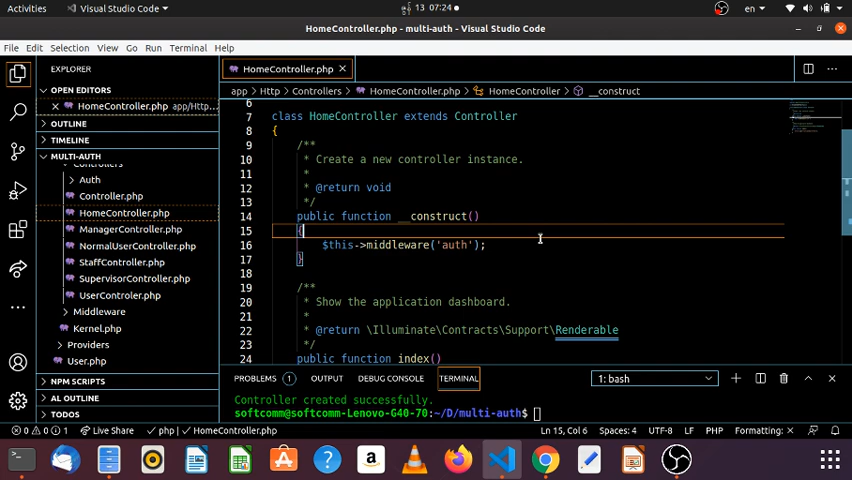 Activities
Visual Studio Code
13 07:24
en
HomeController.php - multi-auth - Visual Studio Code
File Edit Selection View Go Run Terminal Help
EXPLORER
OPEN EDITORS
HomeController.php app/Http...
OUTLINE
TIMELINE
MULTI-AUTH
Controllers
Auth
Controller.php
HomeController.php
ManagerController.php
NormalUserController.php
StaffController.php
SupervisorController.php
UserControler.php
Middleware
Kernel.php
Providers
User.php
NPM SCRIPTS
AL OUTLINE
TODOS
HomeController.php
app > Http > Controllers > HomeController.php > HomeController > __construct
6
7 class HomeController extends Controller
8 {
9 /**
10 * Create a new controller instance.
11 *
12 * @return void
13 */
14 public function __construct()
15 {
16 $this->middleware('auth');
17 }
18
19 /**
20 * Show the application dashboard.
21 *
22 * @return \Illuminate\Contracts\Support\Renderable
23 */
24 public function index()
PROBLEMS 1 OUTPUT DEBUG CONSOLE TERMINAL 1: bash
Controller created successfully.
softcomm@softcomm-Lenovo-G40-70:~/D/multi-auth$
0 0 1 Live Share php | HomeController.php Ln 15, Col 6 Spaces: 4 UTF-8 LF PHP Formatting: ×